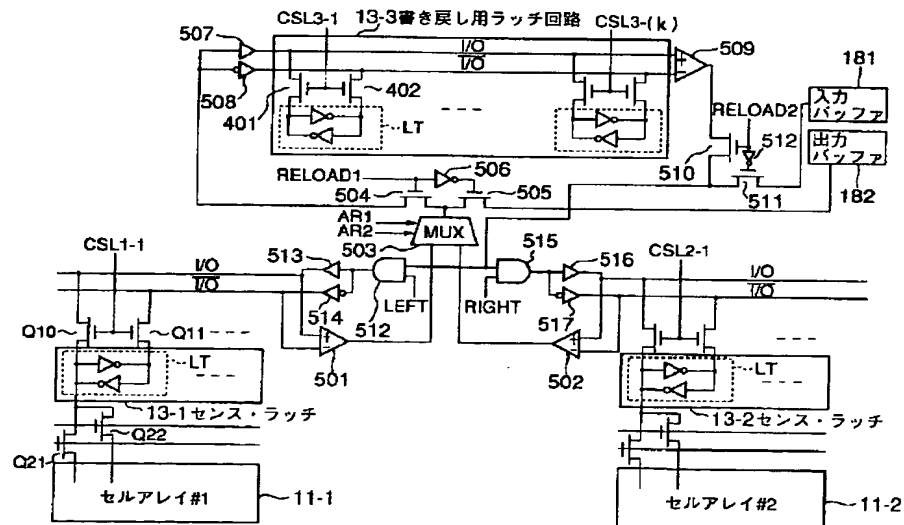 CSL3-1
13-3書き戻し用ラッチ回路
CSL3-(k)
507
I/O
I/O
509
508
401
402
LT
181
入力バッファ
RELOAD2
512
出力バッファ
510
511
182
RELOAD1
506
504
505
AR1
AR2
MUX
503
CSL1-1
513
515
516
CSL2-1
I/O
I/O
I/O
I/O
514
512
LEFT
RIGHT
517
Q10
Q11
501
502
LT
LT
13-1センス・ラッチ
13-2センス・ラッチ
Q22
Q21
セルアレイ#1
11-1
セルアレイ#2
11-2